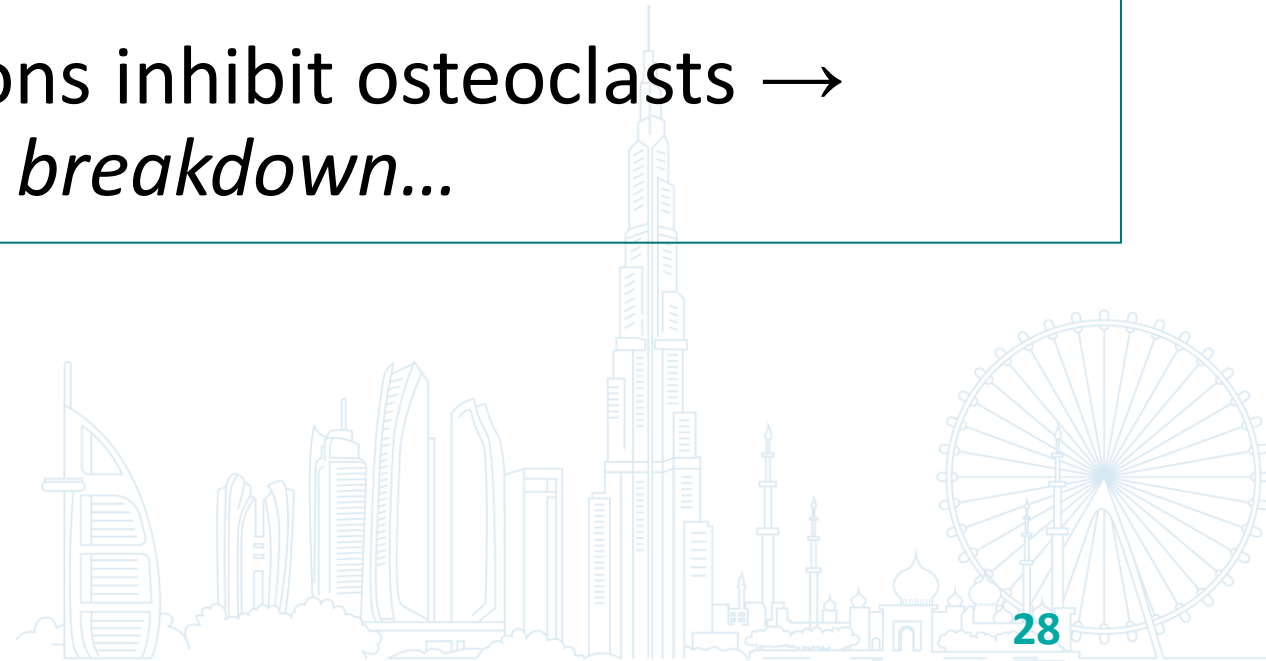 ons inhibit osteoclasts →
breakdown...
28